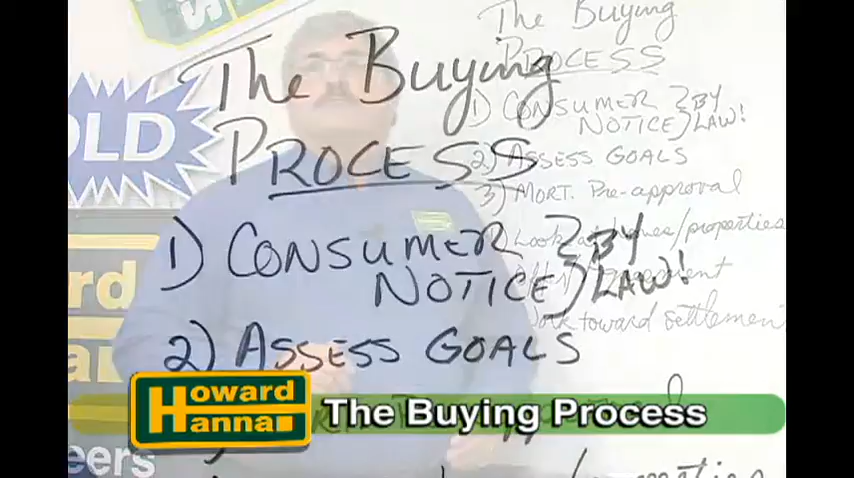 The Buying
PROCESS
1) CONSUMER } BY
NOTICE } LAW!
2) ASSESS GOALS
The Buying
PROCESS
1) CONSUMER } BY
NOTICE } LAW!
2) ASSESS GOALS
3) MORT. Pre-approval
Look homes/properties
work toward settlement
OLD
Howard
Hanna
The Buying Process
eers